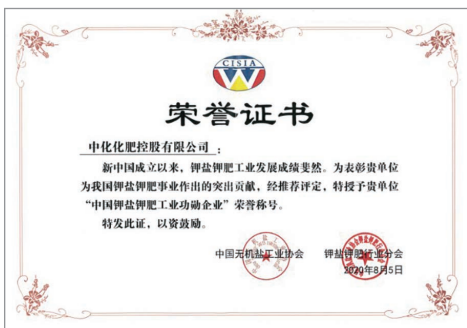 CISIA
荣誉证书
中化化肥控股有限公司：
新中国成立以来，钾盐钾肥工业发展成绩斐然。为表彰贵单位
为我国钾盐钾肥事业作出的突出贡献，经推荐评定，特授予贵单位
“中国钾盐钾肥工业功勋企业”荣誉称号。
特发此证，以资鼓励。
中国无机盐工业协会 钾盐钾肥行业分会
2020年8月5日